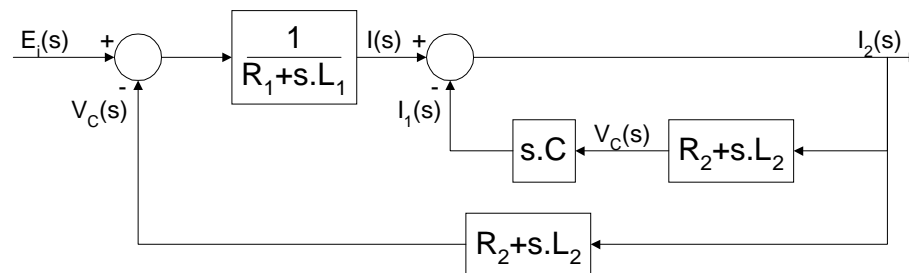 E_i(s)
+
-
V_C(s)
1
R_1+s.L_1
I(s)
+
-
I_1(s)
I_2(s)
s.C
V_C(s)
R_2+s.L_2
R_2+s.L_2